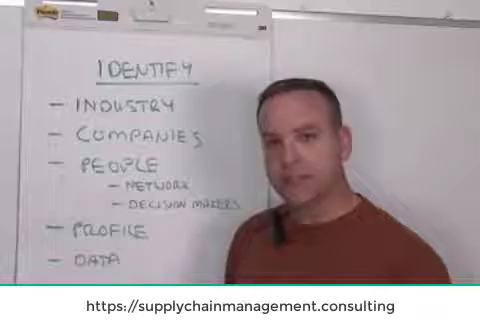 IDENTIFY
- INDUSTRY
- COMPANIES
- PEOPLE
- NETWORK
- DECISION MAKERS
- PROFILE
- DATA
https://supplychainmanagement.consulting